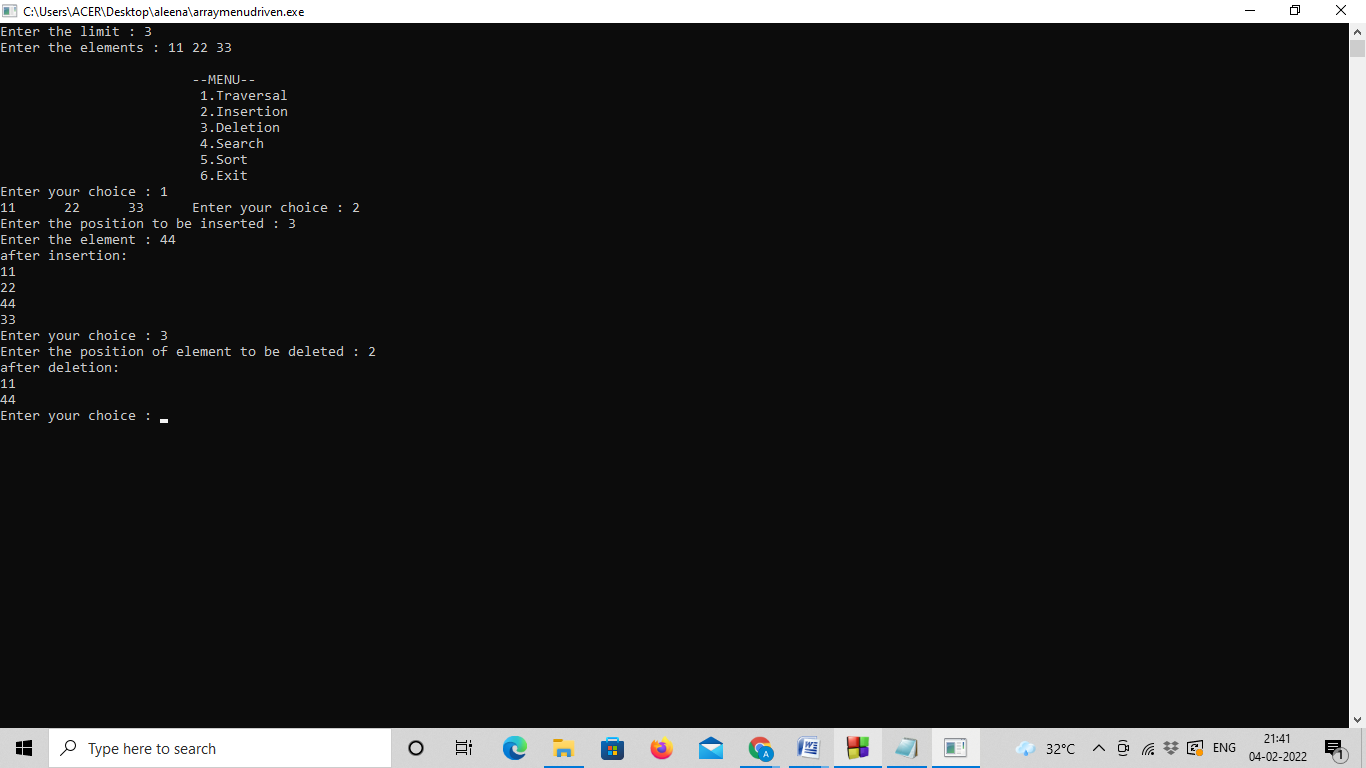 C:\Users\ACER\Desktop\aleena\arraymenudriven.exe
Enter the limit : 3
Enter the elements : 11 22 33
--MENU--
1.Traversal
2.Insertion
3.Deletion
4.Search
5.Sort
6.Exit
Enter your choice : 1
11      22      33      Enter your choice : 2
Enter the position to be inserted : 3
Enter the element : 44
after insertion:
11
22
44
33
Enter your choice : 3
Enter the position of element to be deleted : 2
after deletion:
11
44
Enter your choice :
Type here to search
32°C
ENG
21:41
04-02-2022
1